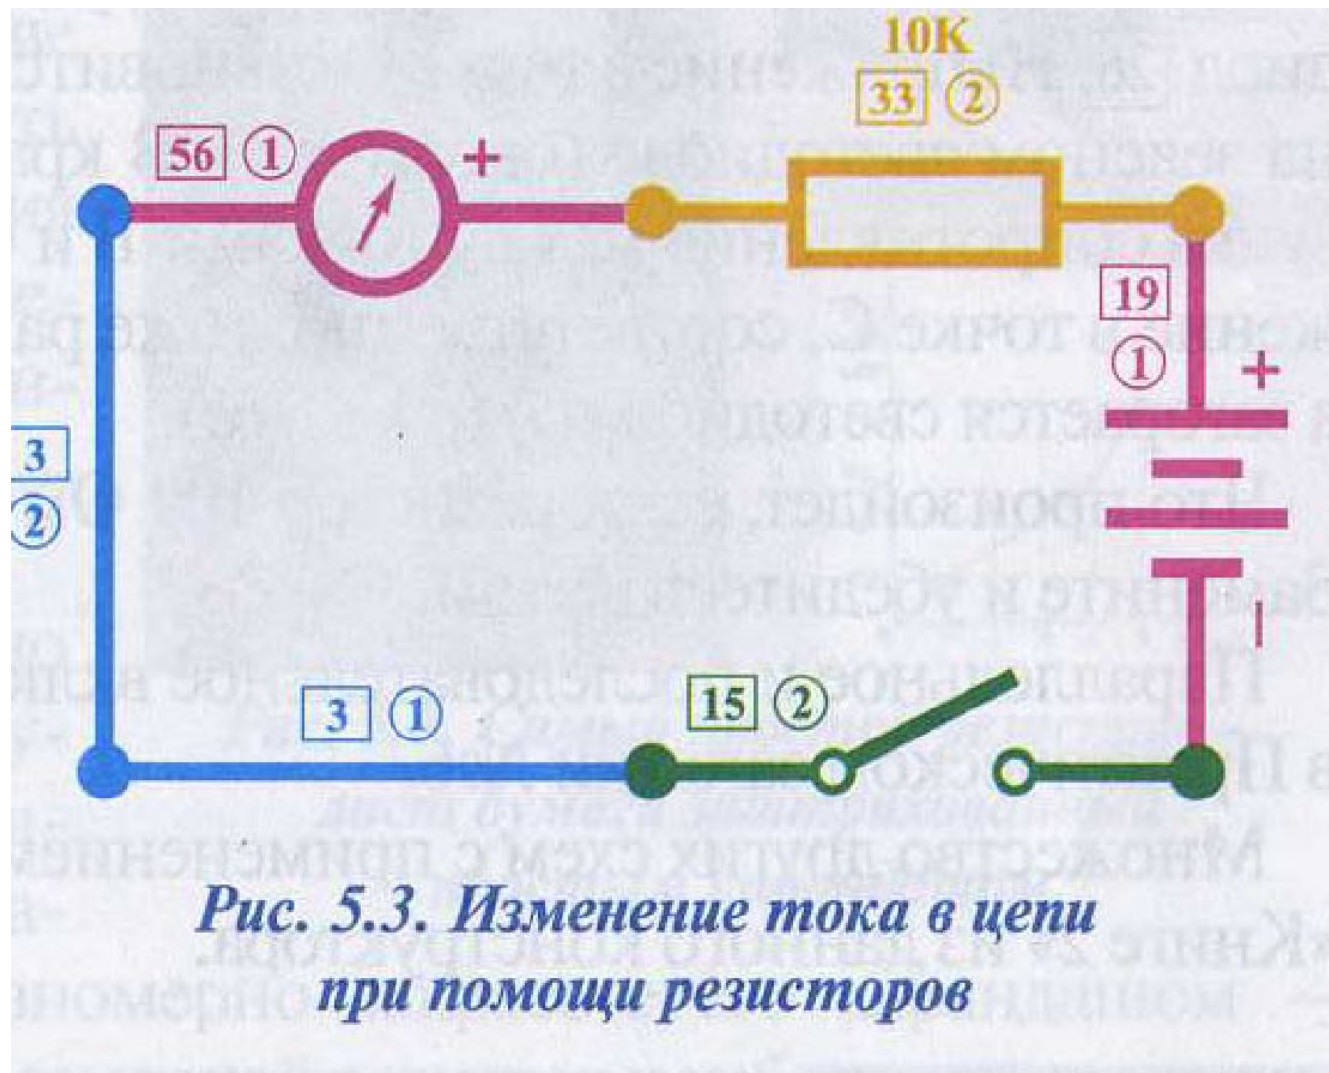 10К
33 2
56 1 +
19
1 +
3
2
–
15 2
3 1
Рис. 5.3. Изменение тока в цепи
при помощи резисторов